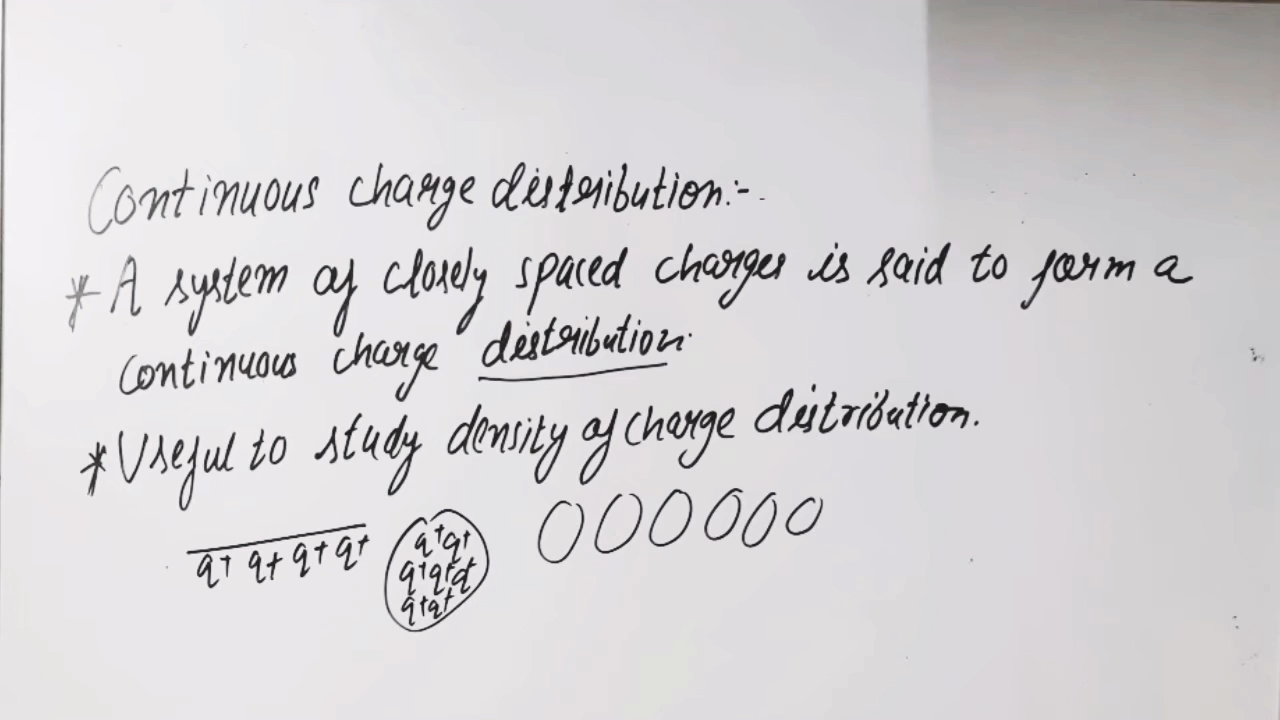 Continuous charge distribution:-
* A system of closely spaced charges is said to form a
continuous charge distribution.
* Useful to study density of charge distribution.
q+ q+ q+ q+
q+q+
q+q+q+
q+q+